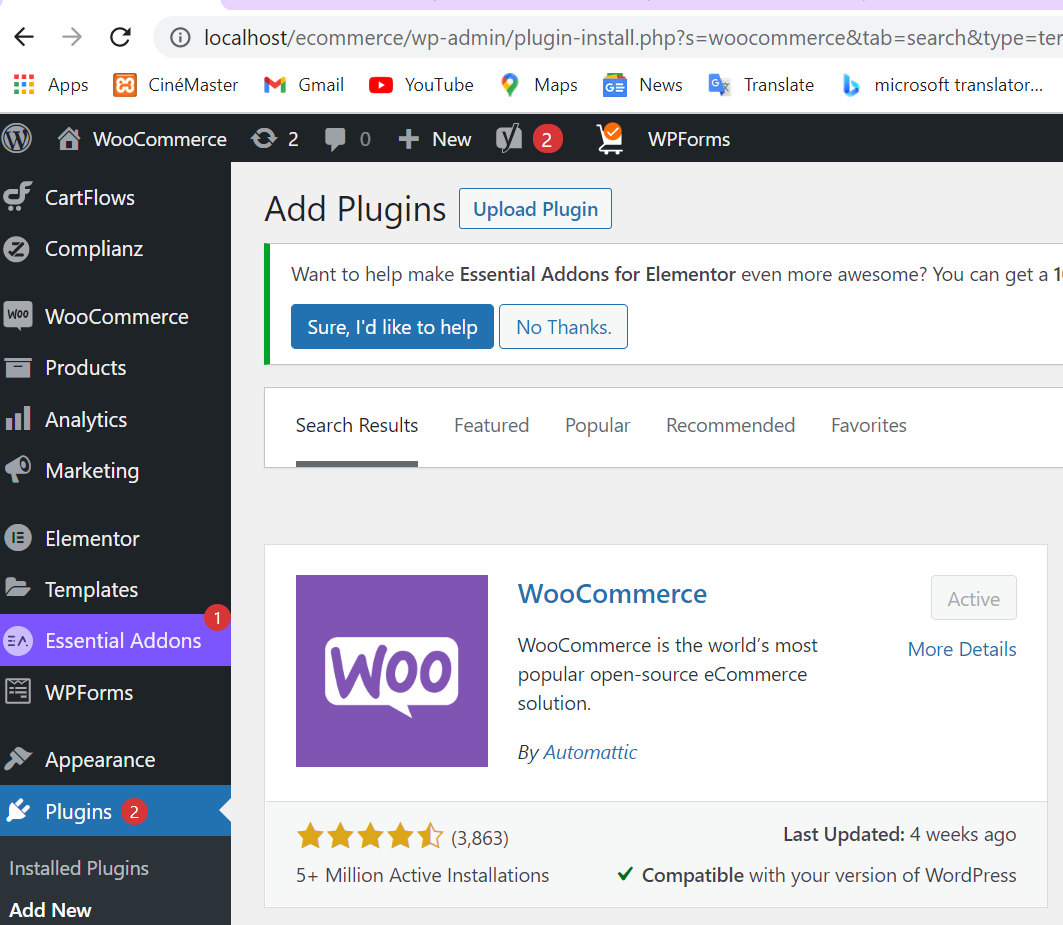 localhost/ecommerce/wp-admin/plugin-install.php?s=woocommerce&tab=search&type=ter
Apps CinéMaster Gmail YouTube Maps News Translate microsoft translator...
WooCommerce 2 0 New 2 WPForms
CartFlows
Complianz
WooCommerce
Products
Analytics
Marketing
Elementor
Templates
Essential Addons 1
WPForms
Appearance
Plugins 2
Installed Plugins
Add New
Add Plugins Upload Plugin
Want to help make Essential Addons for Elementor even more awesome? You can get a 1
Sure, I'd like to help No Thanks.
Search Results Featured Popular Recommended Favorites
WOO
WooCommerce
Active
WooCommerce is the world's most
popular open-source eCommerce
solution.
More Details
By Automattic
(3,863)
5+ Million Active Installations
Last Updated: 4 weeks ago
Compatible with your version of WordPress